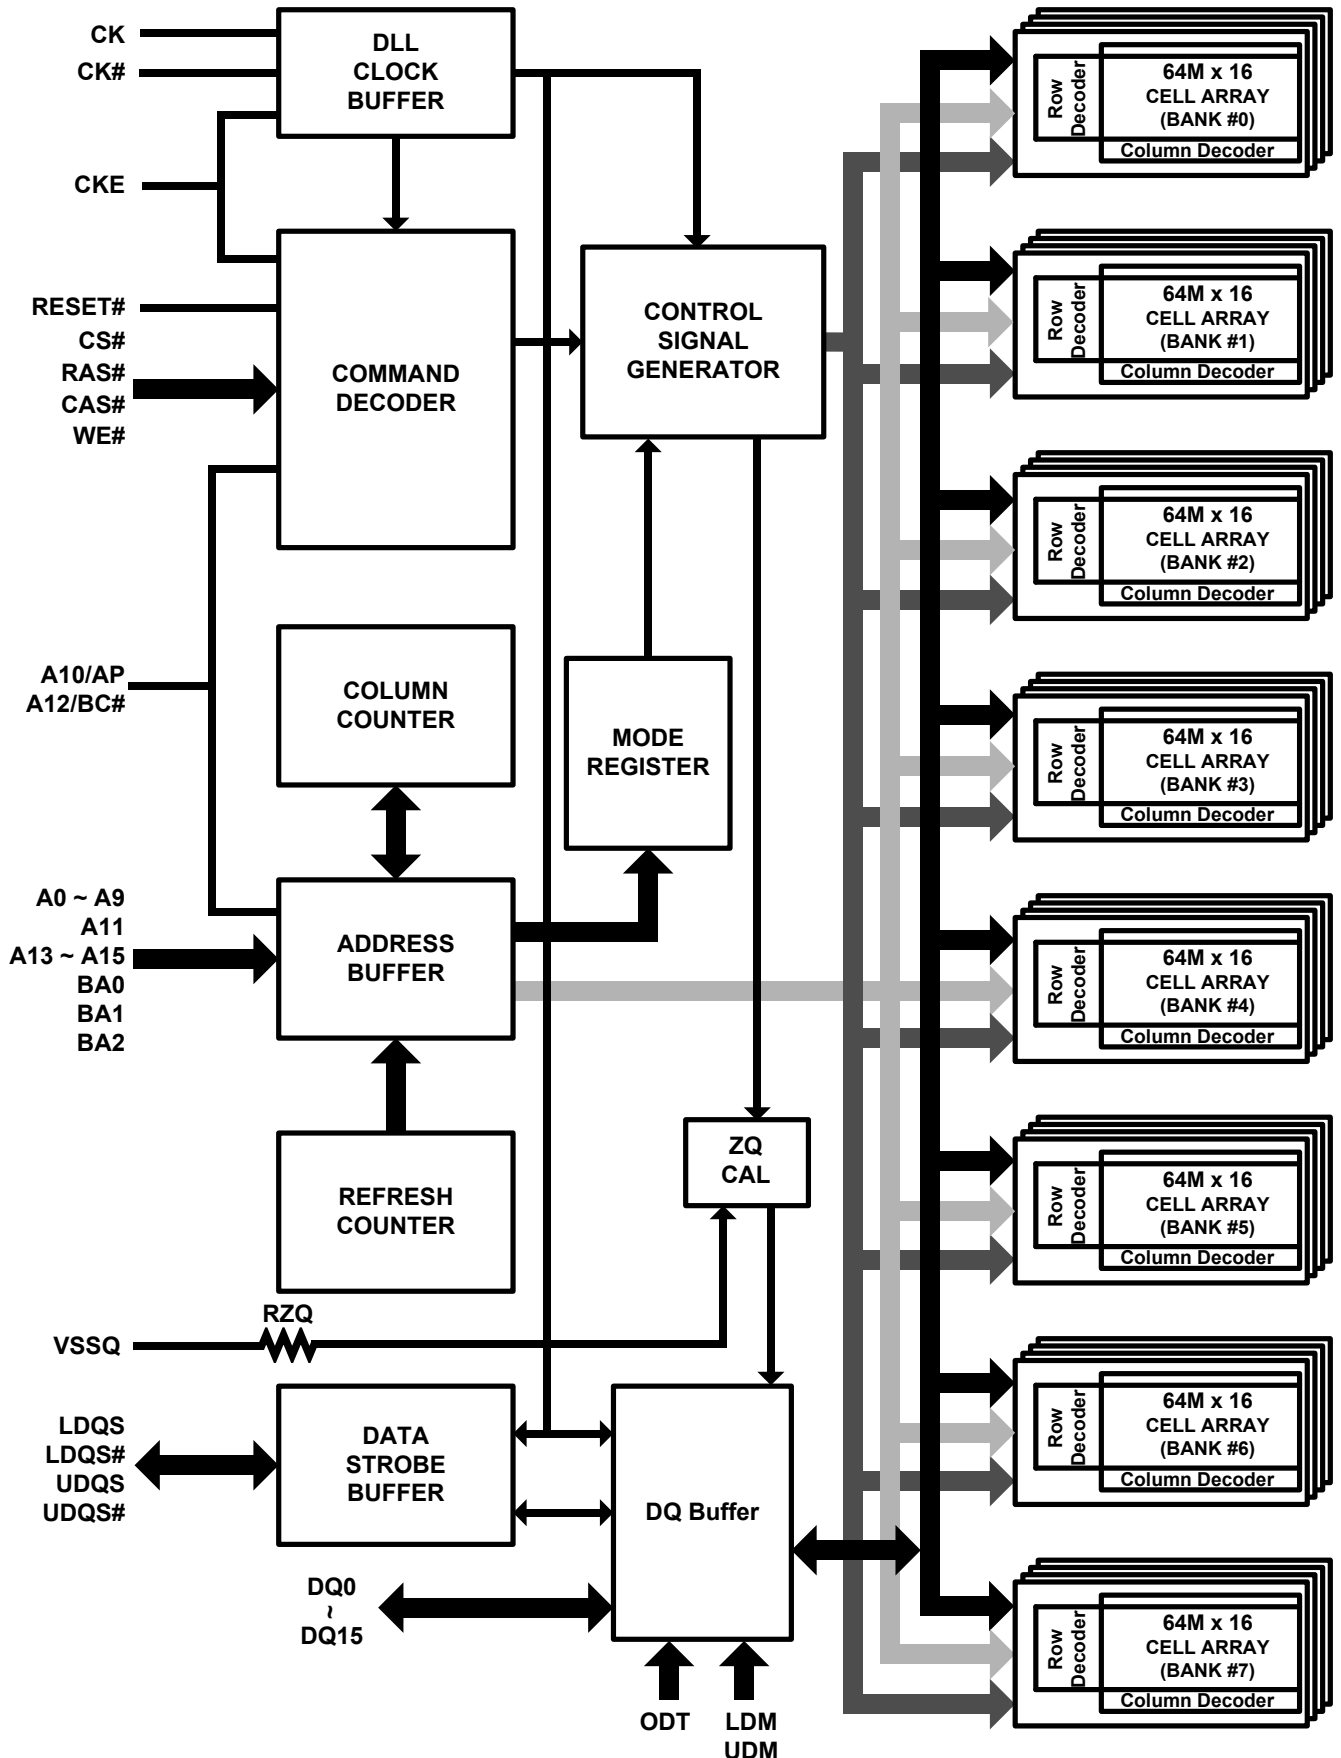 CK
CK#
CKE
RESET#
CS#
RAS#
CAS#
WE#
A10/AP
A12/BC#
A0 ~ A9
A11
A13 ~ A15
BA0
BA1
BA2
VSSQ
RZQ
LDQS
LDQS#
UDQS
UDQS#
DQ0
~
DQ15
DLL
CLOCK
BUFFER
COMMAND
DECODER
COLUMN
COUNTER
ADDRESS
BUFFER
REFRESH
COUNTER
DATA
STROBE
BUFFER
CONTROL
SIGNAL
GENERATOR
MODE
REGISTER
ZQ
CAL
DQ Buffer
ODT
LDM
UDM
Row
Decoder
64M x 16
CELL ARRAY
(BANK #0)
Column Decoder
Row
Decoder
64M x 16
CELL ARRAY
(BANK #1)
Column Decoder
Row
Decoder
64M x 16
CELL ARRAY
(BANK #2)
Column Decoder
Row
Decoder
64M x 16
CELL ARRAY
(BANK #3)
Column Decoder
Row
Decoder
64M x 16
CELL ARRAY
(BANK #4)
Column Decoder
Row
Decoder
64M x 16
CELL ARRAY
(BANK #5)
Column Decoder
Row
Decoder
64M x 16
CELL ARRAY
(BANK #6)
Column Decoder
Row
Decoder
64M x 16
CELL ARRAY
(BANK #7)
Column Decoder